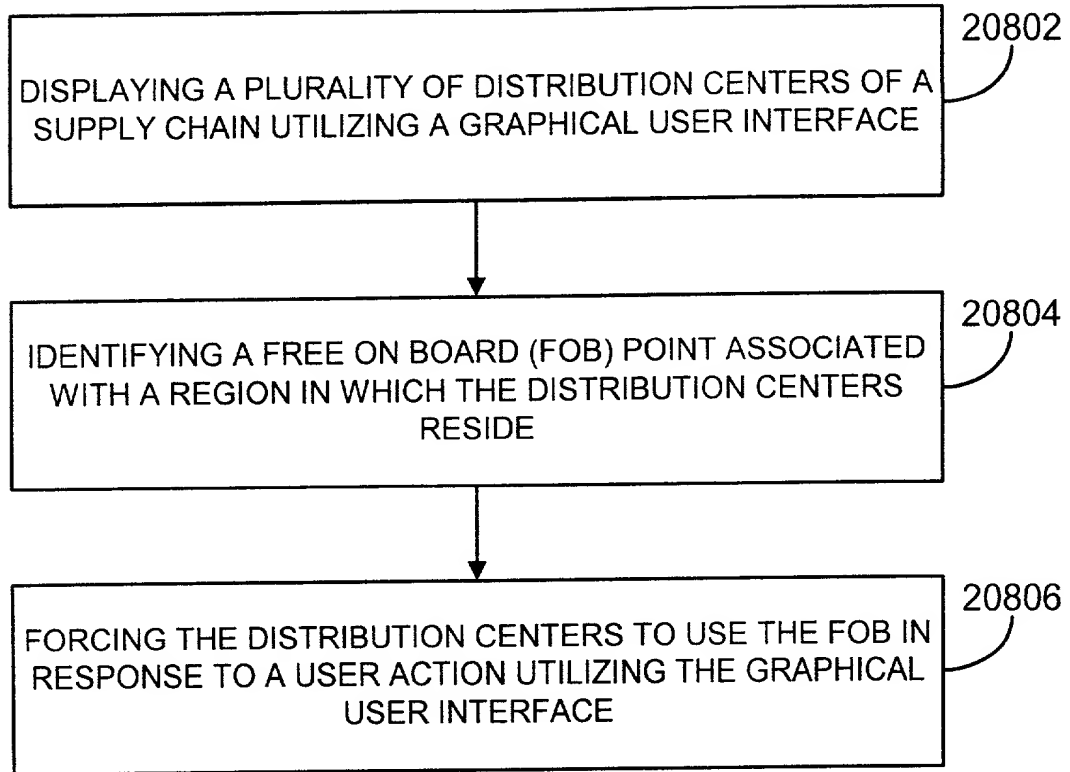 20802
DISPLAYING A PLURALITY OF DISTRIBUTION CENTERS OF A
SUPPLY CHAIN UTILIZING A GRAPHICAL USER INTERFACE
20804
IDENTIFYING A FREE ON BOARD (FOB) POINT ASSOCIATED
WITH A REGION IN WHICH THE DISTRIBUTION CENTERS
RESIDE
20806
FORCING THE DISTRIBUTION CENTERS TO USE THE FOB IN
RESPONSE TO A USER ACTION UTILIZING THE GRAPHICAL
USER INTERFACE